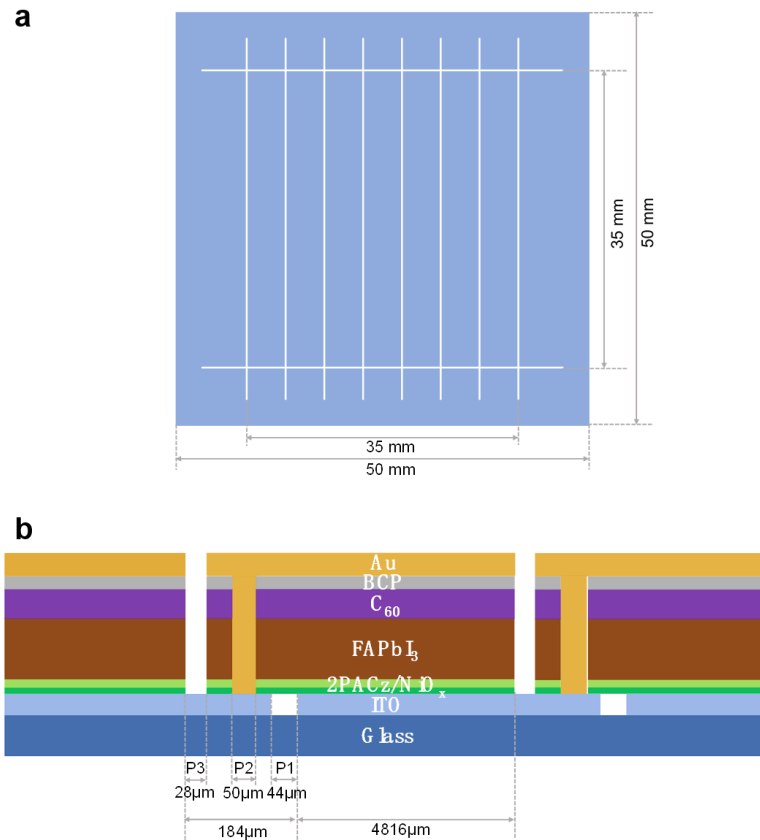 a
35 mm
50 mm
35 mm
50 mm
b
Au
BCP
C₆₀
FAPbI₃
2PACz/NiOₓ
ITO
Glass
P3 P2 P1
28μm 50μm 44μm
184μm 4816μm